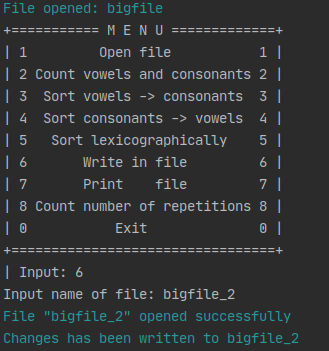 File opened: bigfile
+=========== M E N U =============+
| 1         Open file           1 |
| 2 Count vowels and consonants 2 |
| 3  Sort vowels -> consonants  3 |
| 4  Sort consonants -> vowels  4 |
| 5   Sort lexicographically    5 |
| 6       Write in file         6 |
| 7       Print    file         7 |
| 8 Count number of repetitions 8 |
| 0           Exit              0 |
+=================================+
| Input: 6
Input name of file: bigfile_2
File "bigfile_2" opened successfully
Changes has been written to bigfile_2